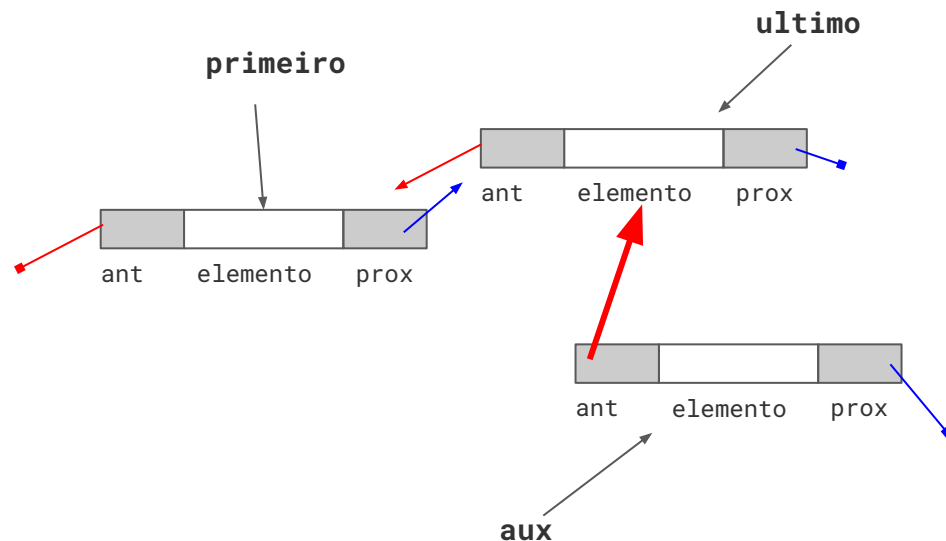 ultimo
primeiro
ant elemento prox
ant elemento prox
ant elemento prox
aux